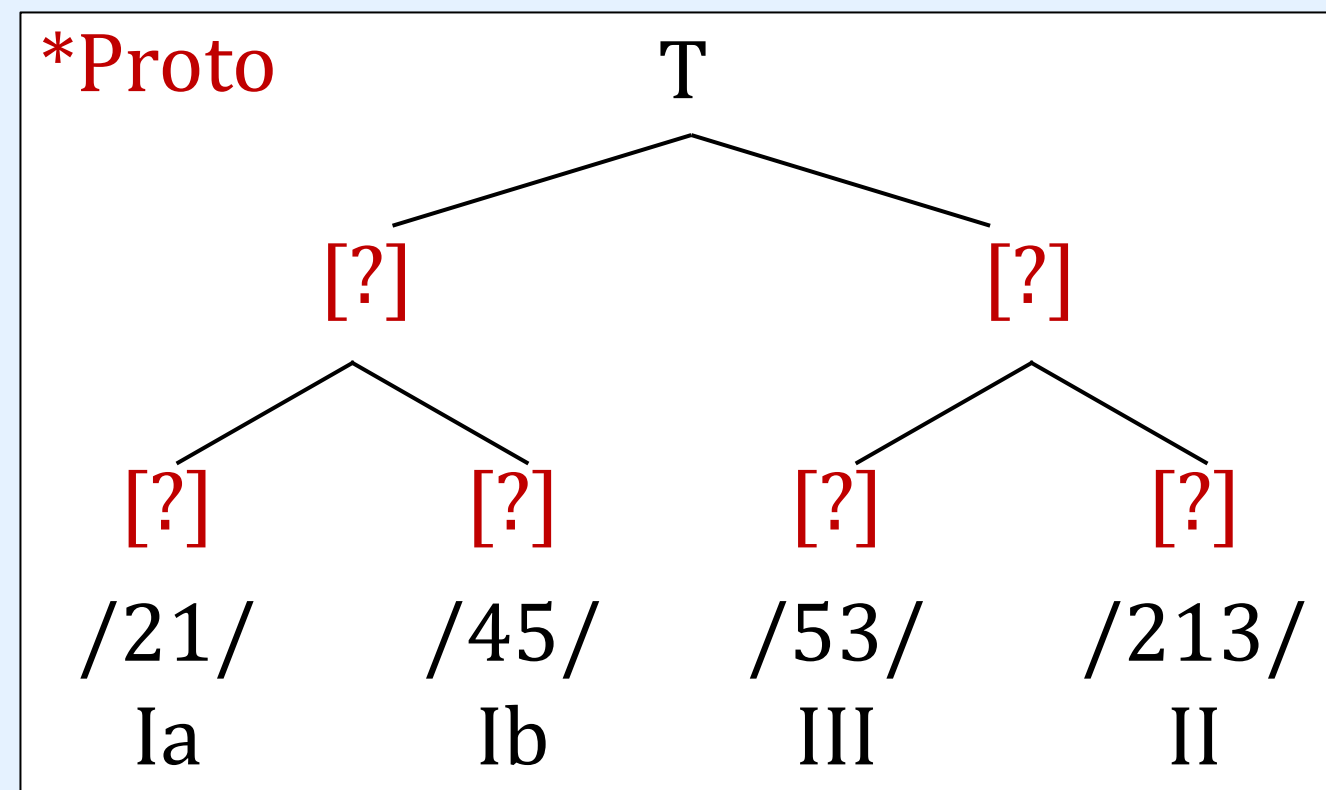 *Proto T
[?] [?]
[?] [?] [?] [?]
/21/ /45/ /53/ /213/
Ia Ib III II